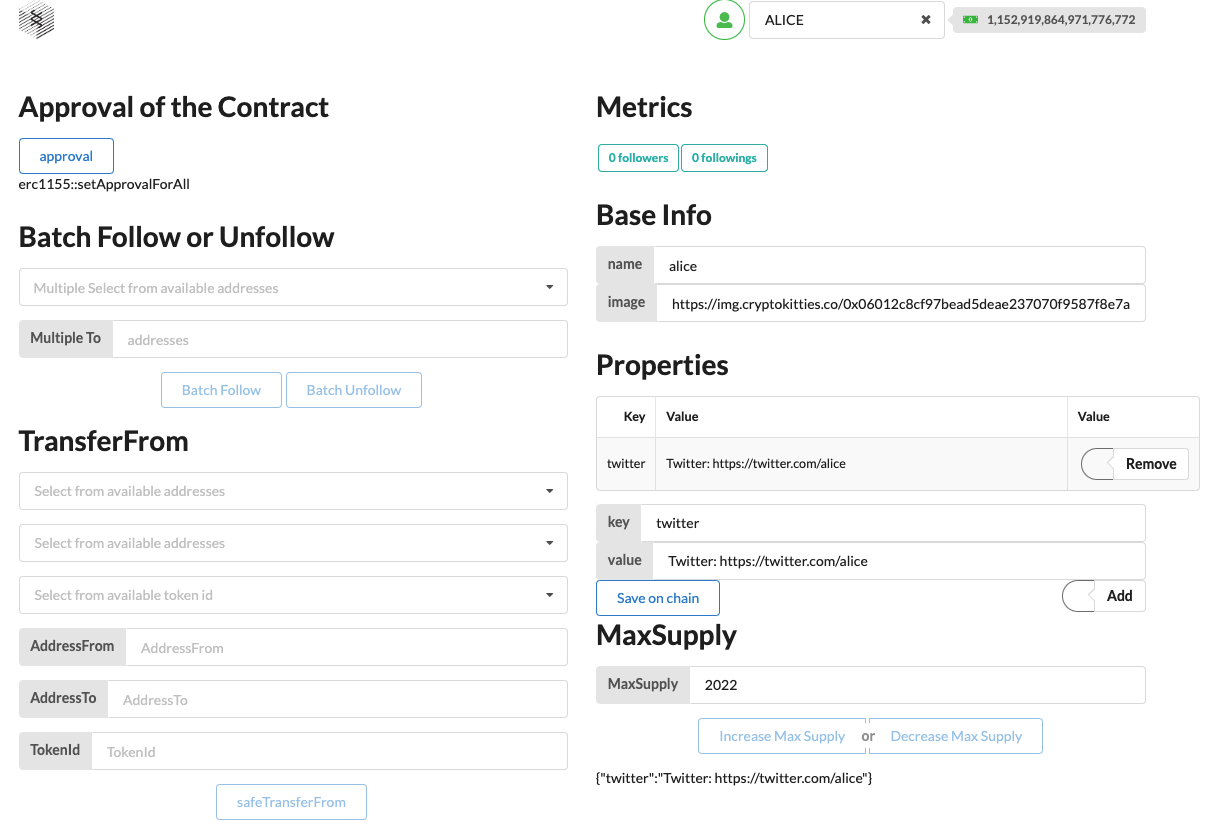 ALICE
1,152,919,864,971,776,772
Approval of the Contract
approval
erc1155::setApprovalForAll
Batch Follow or Unfollow
Multiple Select from available addresses
Multiple To addresses
Batch Follow Batch Unfollow
TransferFrom
Select from available addresses
Select from available addresses
Select from available token id
AddressFrom AddressFrom
AddressTo AddressTo
TokenId TokenId
safeTransferFrom
Metrics
0 followers 0 followings
Base Info
name alice
image https://img.cryptokitties.co/0x06012c8cf97bead5deae237070f9587f8e7a
Properties
Key Value Value
twitter Twitter: https://twitter.com/alice Remove
key twitter
value Twitter: https://twitter.com/alice
Save on chain Add
MaxSupply
MaxSupply 2022
Increase Max Supply or Decrease Max Supply
{"twitter":"Twitter: https://twitter.com/alice"}